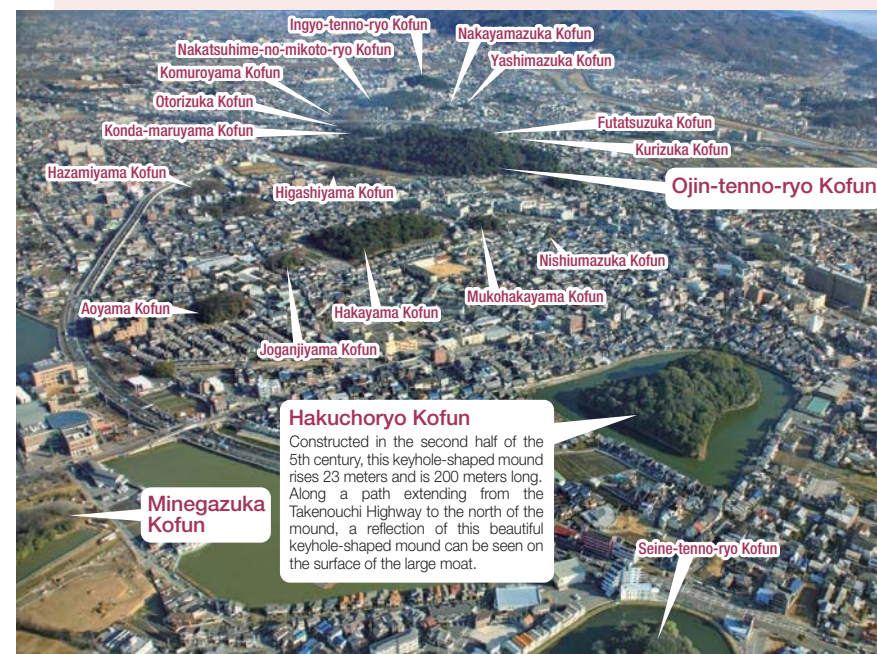 Ingyo-tenno-ryo Kofun
Nakayamazuka Kofun
Nakatsuhime-no-mikoto-ryo Kofun
Yashimazuka Kofun
Komuroyama Kofun
Otorizuka Kofun
Futatsuzuka Kofun
Konda-maruyama Kofun
Kurizuka Kofun
Hazamiyama Kofun
Higashiyama Kofun
Ojin-tenno-ryo Kofun
Nishiumazuka Kofun
Mukohakayama Kofun
Aoyama Kofun
Hakayama Kofun
Joganjiyama Kofun
Hakuchoryo Kofun
Constructed in the second half of the
5th century, this keyhole-shaped mound
rises 23 meters and is 200 meters long.
Along a path extending from the
Takenouchi Highway to the north of the
mound, a reflection of this beautiful
keyhole-shaped mound can be seen on
the surface of the large moat.
Minegazuka
Kofun
Seine-tenno-ryo Kofun